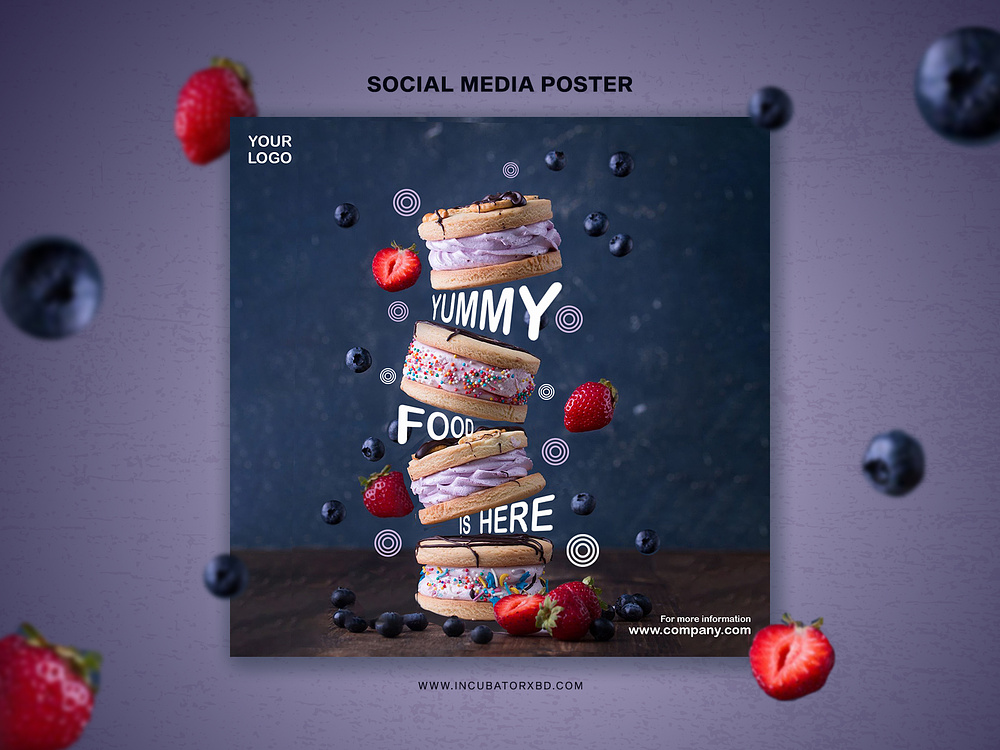 SOCIAL MEDIA POSTER
YOUR
LOGO
YUMMY
FOOD
IS HERE
For more information
www.company.com
WWW.INCUBATORXBD.COM